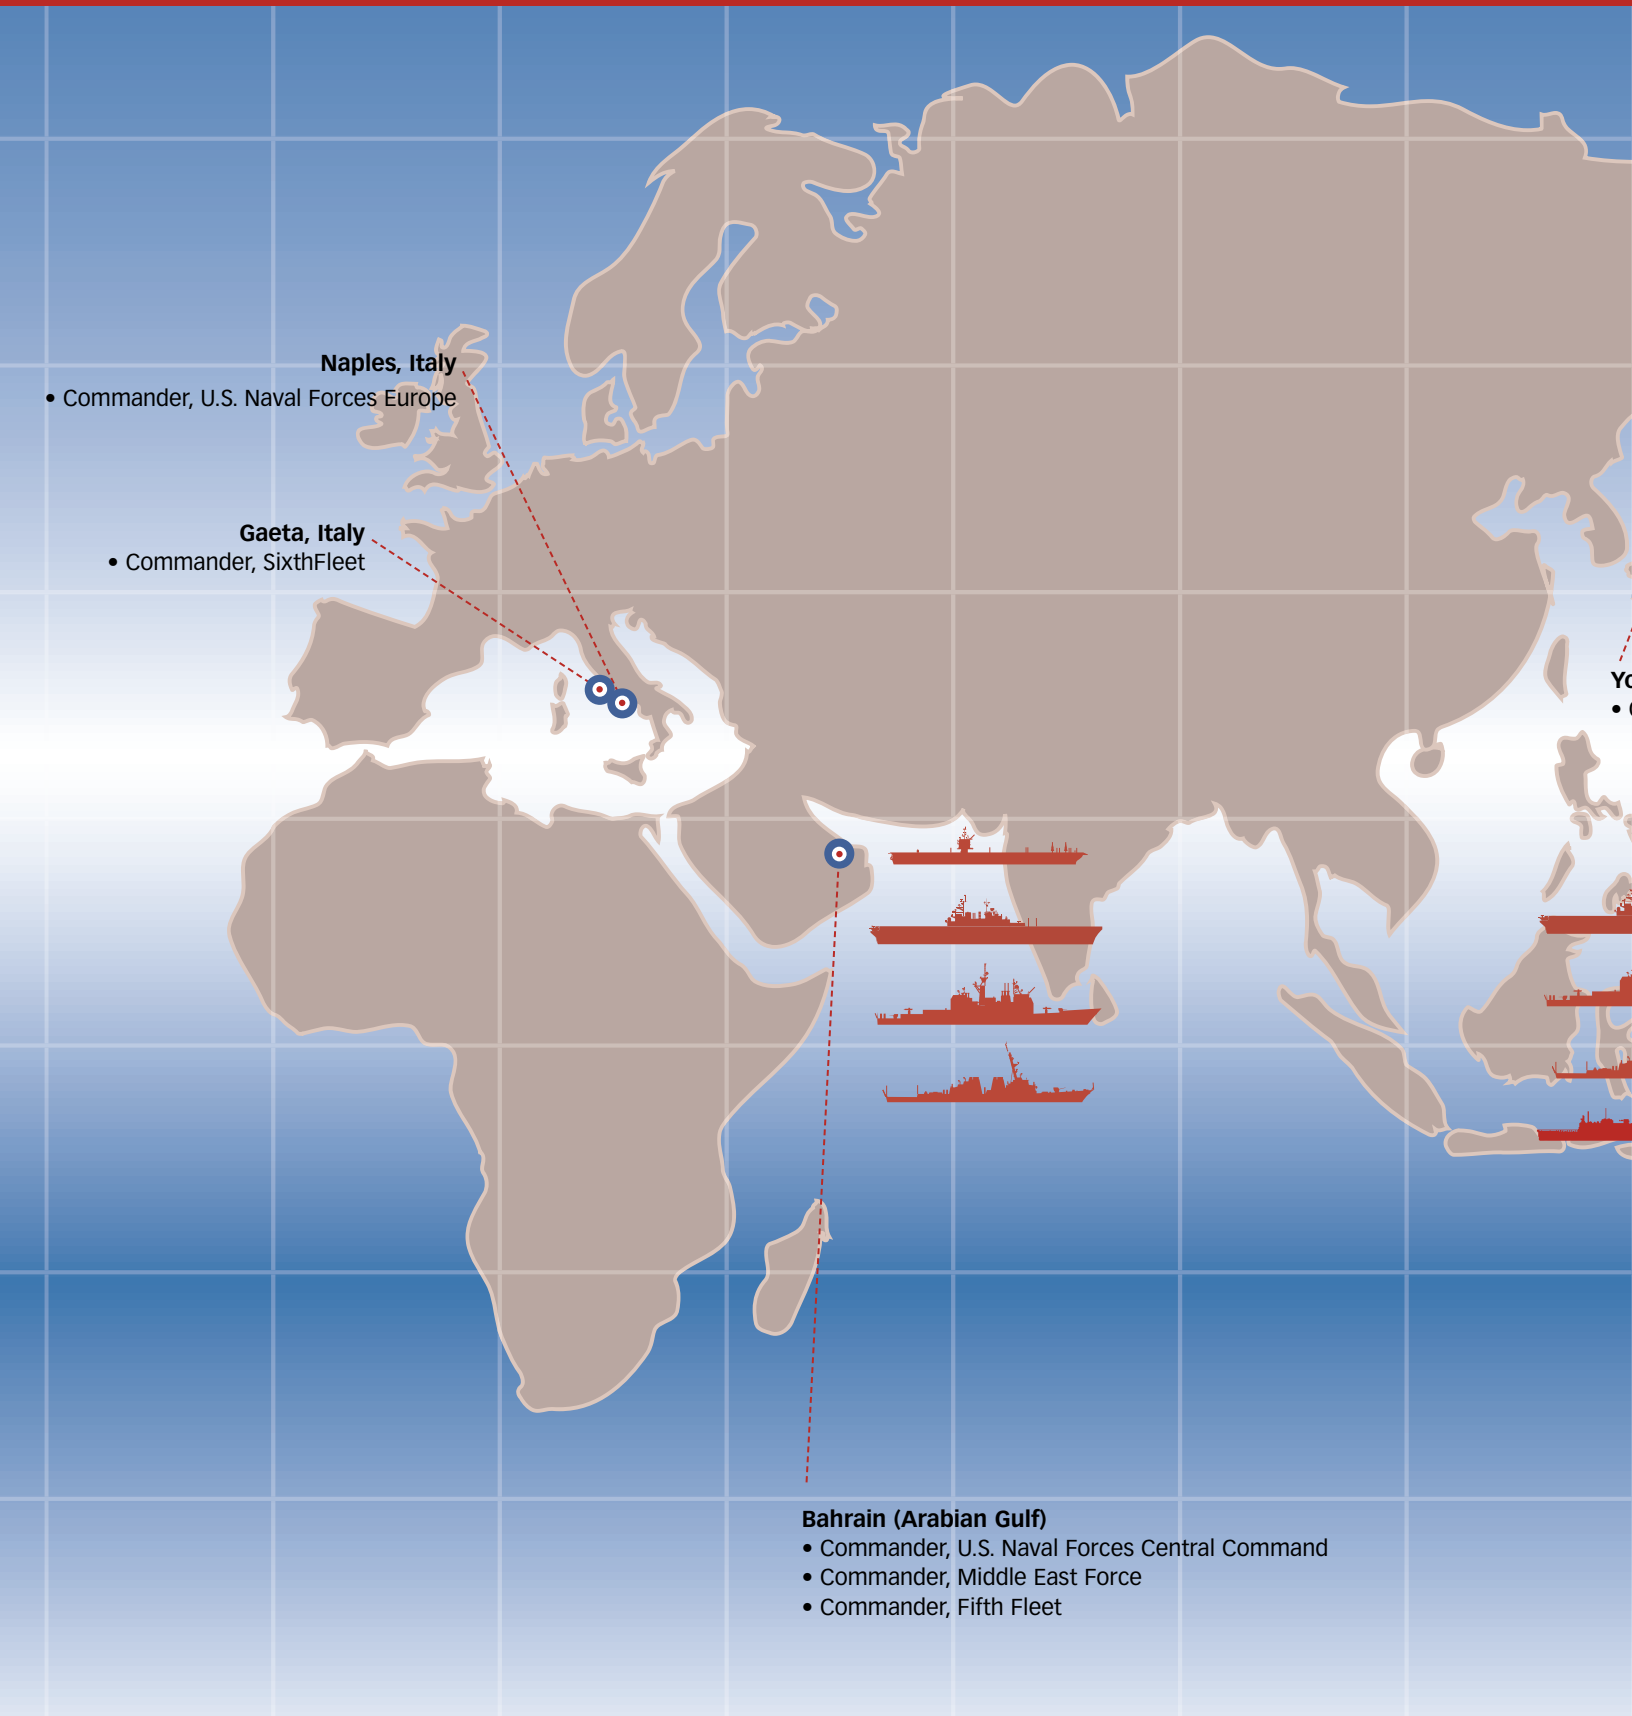 Naples, Italy
• Commander, U.S. Naval Forces Europe
Gaeta, Italy
• Commander, SixthFleet
Bahrain (Arabian Gulf)
• Commander, U.S. Naval Forces Central Command
• Commander, Middle East Force
• Commander, Fifth Fleet